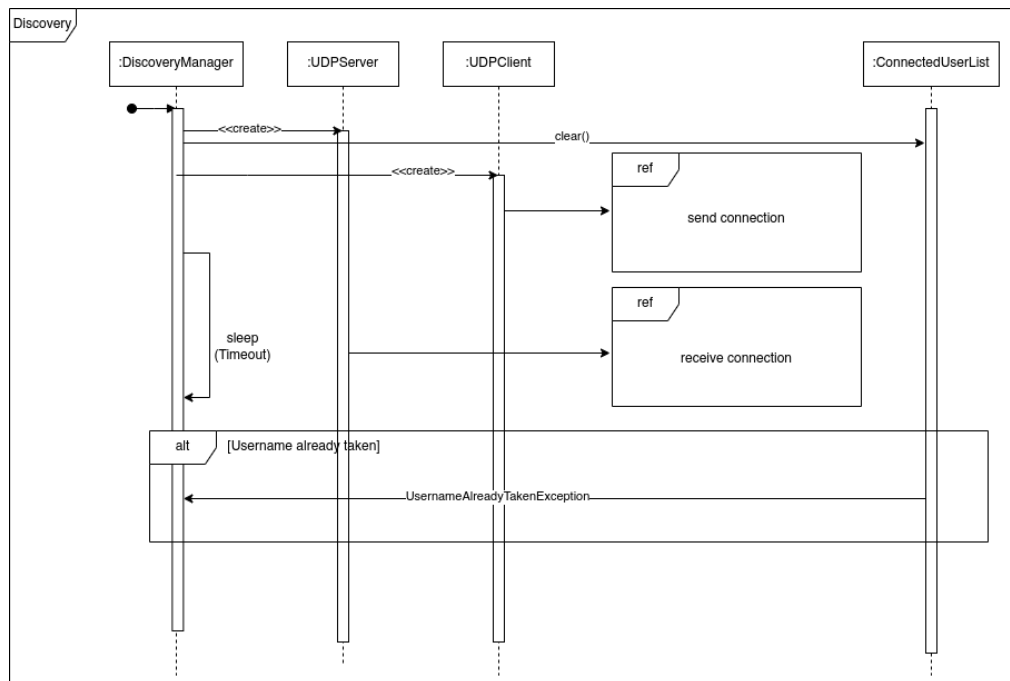 Discovery
:DiscoveryManager
:UDPServer
:UDPClient
:ConnectedUserList
<<create>>
clear()
<<create>>
ref
send connection
ref
receive connection
sleep
(Timeout)
alt
[Username already taken]
UsernameAlreadyTakenException